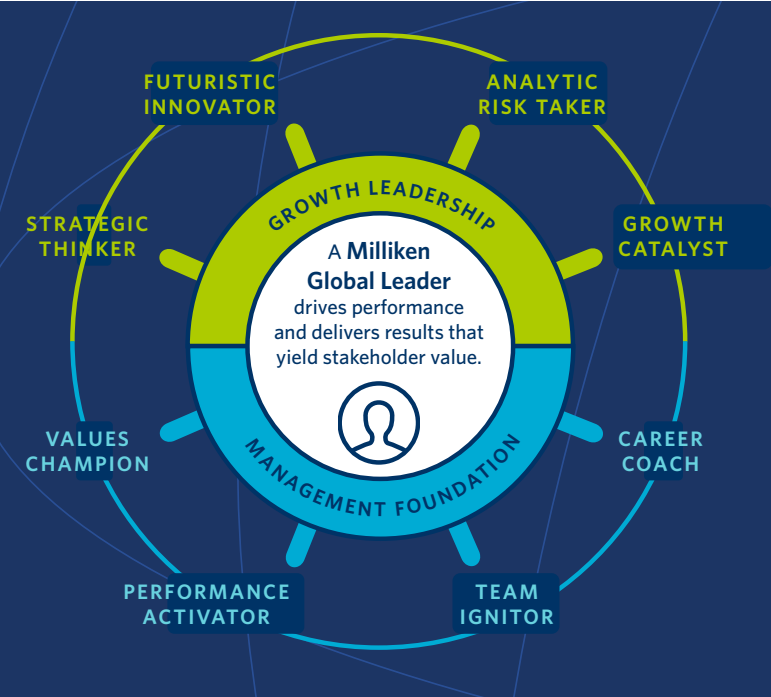 FUTURISTIC
INNOVATOR
ANALYTIC
RISK TAKER
STRATEGIC
THINKER
GROWTH
CATALYST
GROWTH LEADERSHIP
A Milliken
Global Leader
drives performance
and delivers results that
yield stakeholder value.
MANAGEMENT FOUNDATION
VALUES
CHAMPION
CAREER
COACH
PERFORMANCE
ACTIVATOR
TEAM
IGNITOR